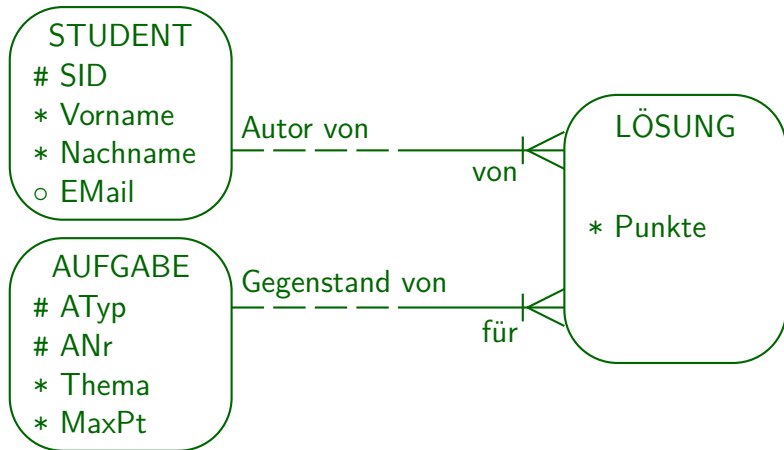 STUDENT
# SID
* Vorname
* Nachname
○ EMail
Autor von
von
LÖSUNG
* Punkte
AUFGABE
# ATyp
# ANr
* Thema
* MaxPt
Gegenstand von
für